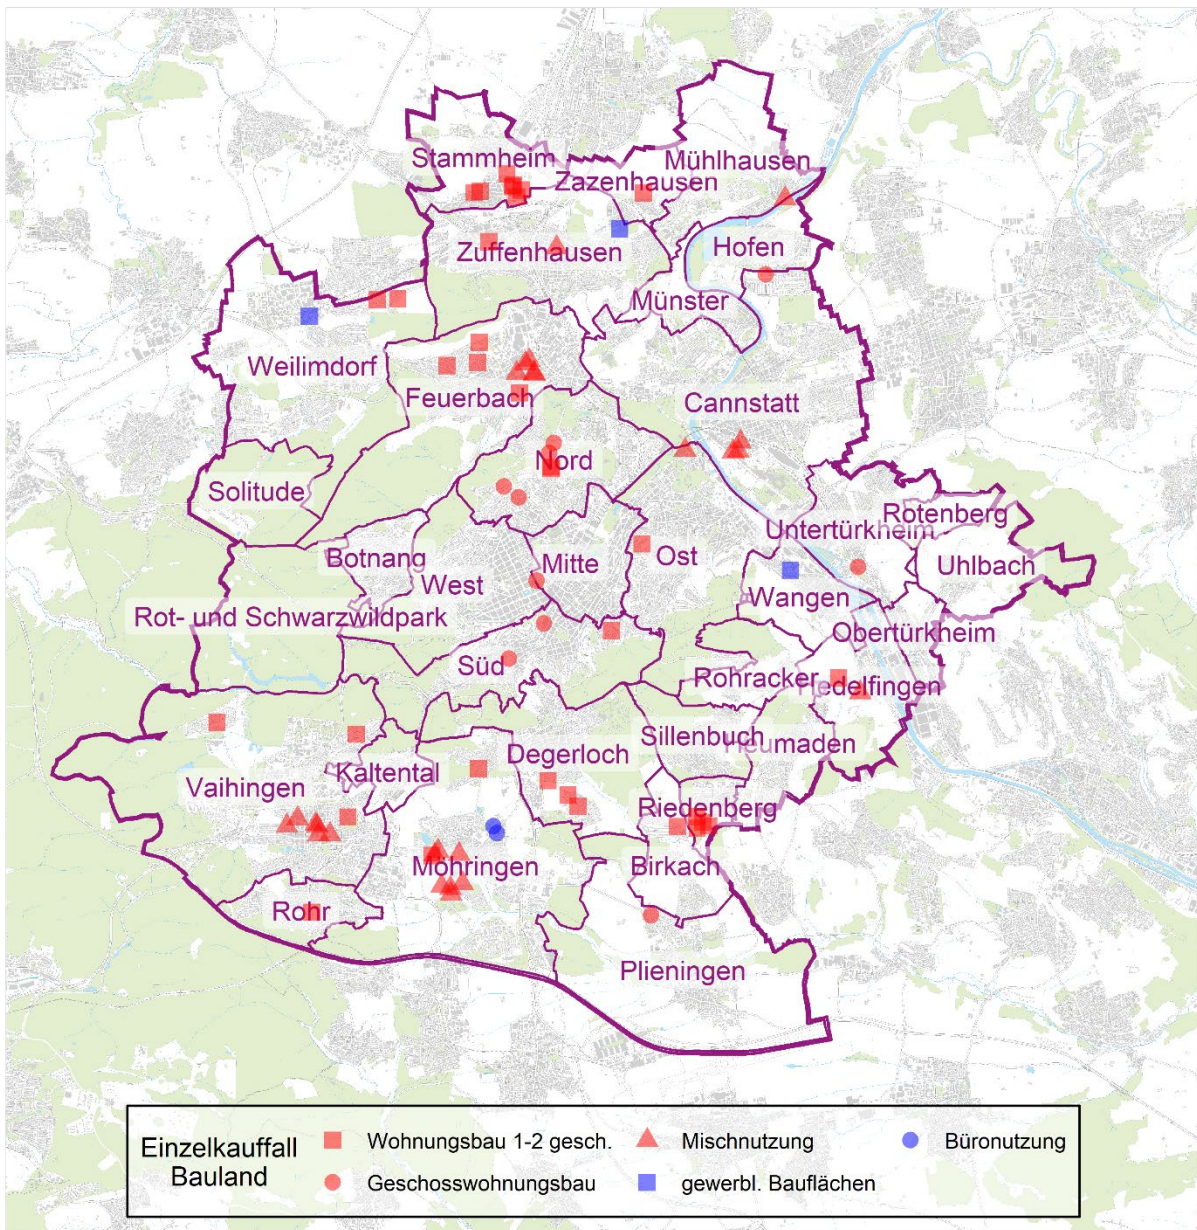 Stammheim
Mühlhausen
Zazenhausen
Zuffenhausen
Hofen
Münster
Weilimdorf
Feuerbach
Cannstatt
Nord
Solitude
Rotenberg
Untertürkheim
Botnang
Mitte
Ost
Uhlbach
West
Wangen
Rot- und Schwarzwildpark
Obertürkheim
Süd
Rohracker
Hedelfingen
Sillenbuch
Heumaden
Degerloch
Kaltental
Vaihingen
Riedenberg
Möhringen
Birkach
Rohr
Plieningen
Einzelkauffall
Bauland
Wohnungsbau 1-2 gesch.
Mischnutzung
Büronutzung
Geschosswohnungsbau
gewerbl. Bauflächen